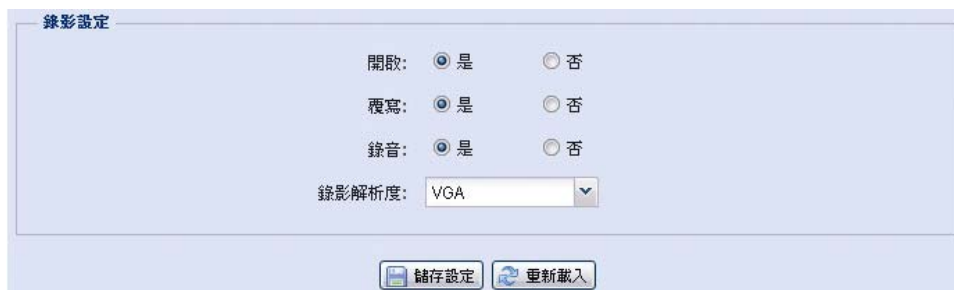 錄影設定
開啟: 是 否
覆寫: 是 否
錄音: 是 否
錄影解析度: VGA
儲存設定 重新載入